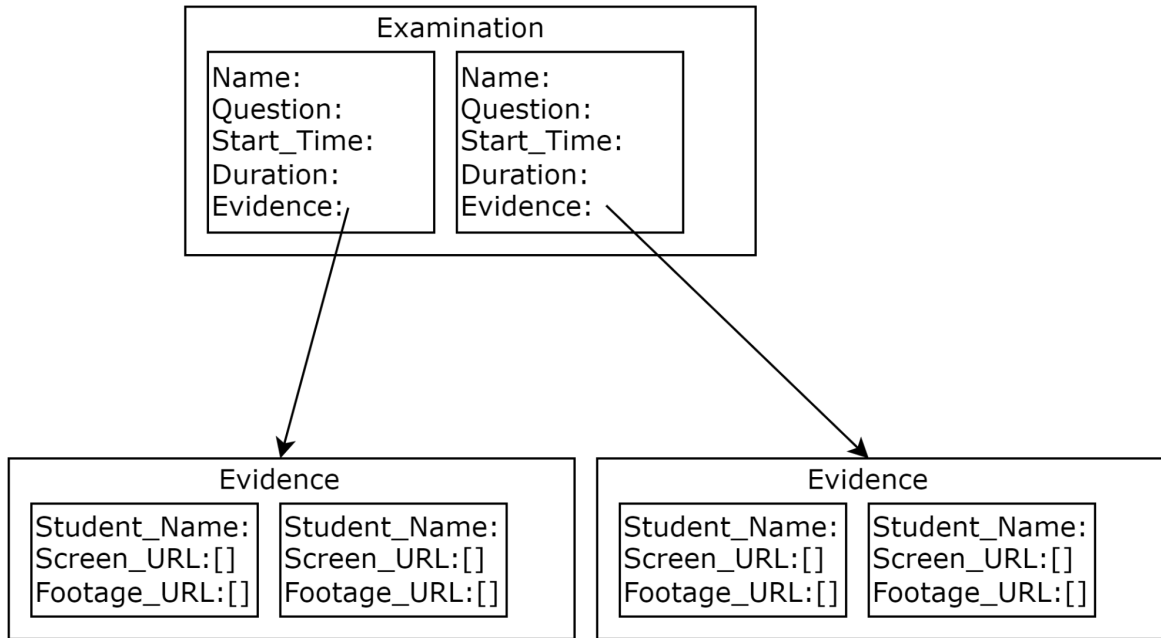 Examination
Name:
Question:
Start_Time:
Duration:
Evidence:
Name:
Question:
Start_Time:
Duration:
Evidence:
Evidence
Student_Name:
Screen_URL:[]
Footage_URL:[]
Student_Name:
Screen_URL:[]
Footage_URL:[]
Evidence
Student_Name:
Screen_URL:[]
Footage_URL:[]
Student_Name:
Screen_URL:[]
Footage_URL:[]